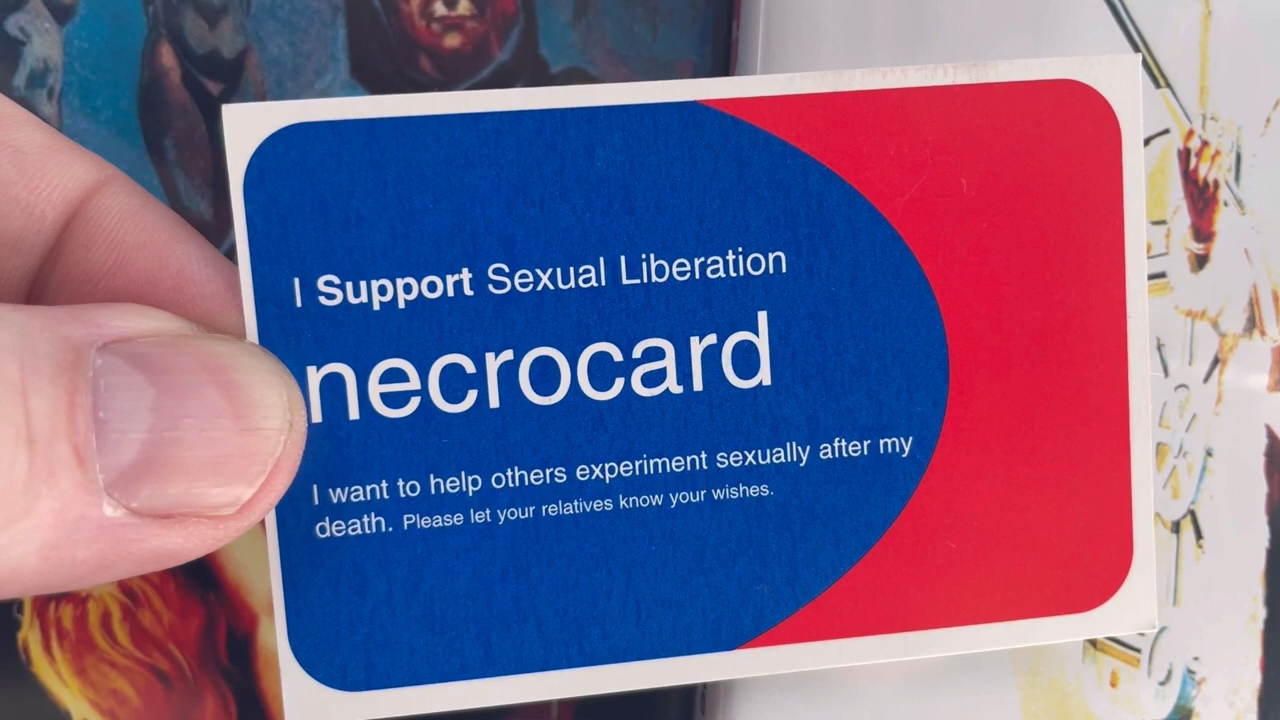 I Support Sexual Liberation
necrocard
I want to help others experiment sexually after my
death. Please let your relatives know your wishes.